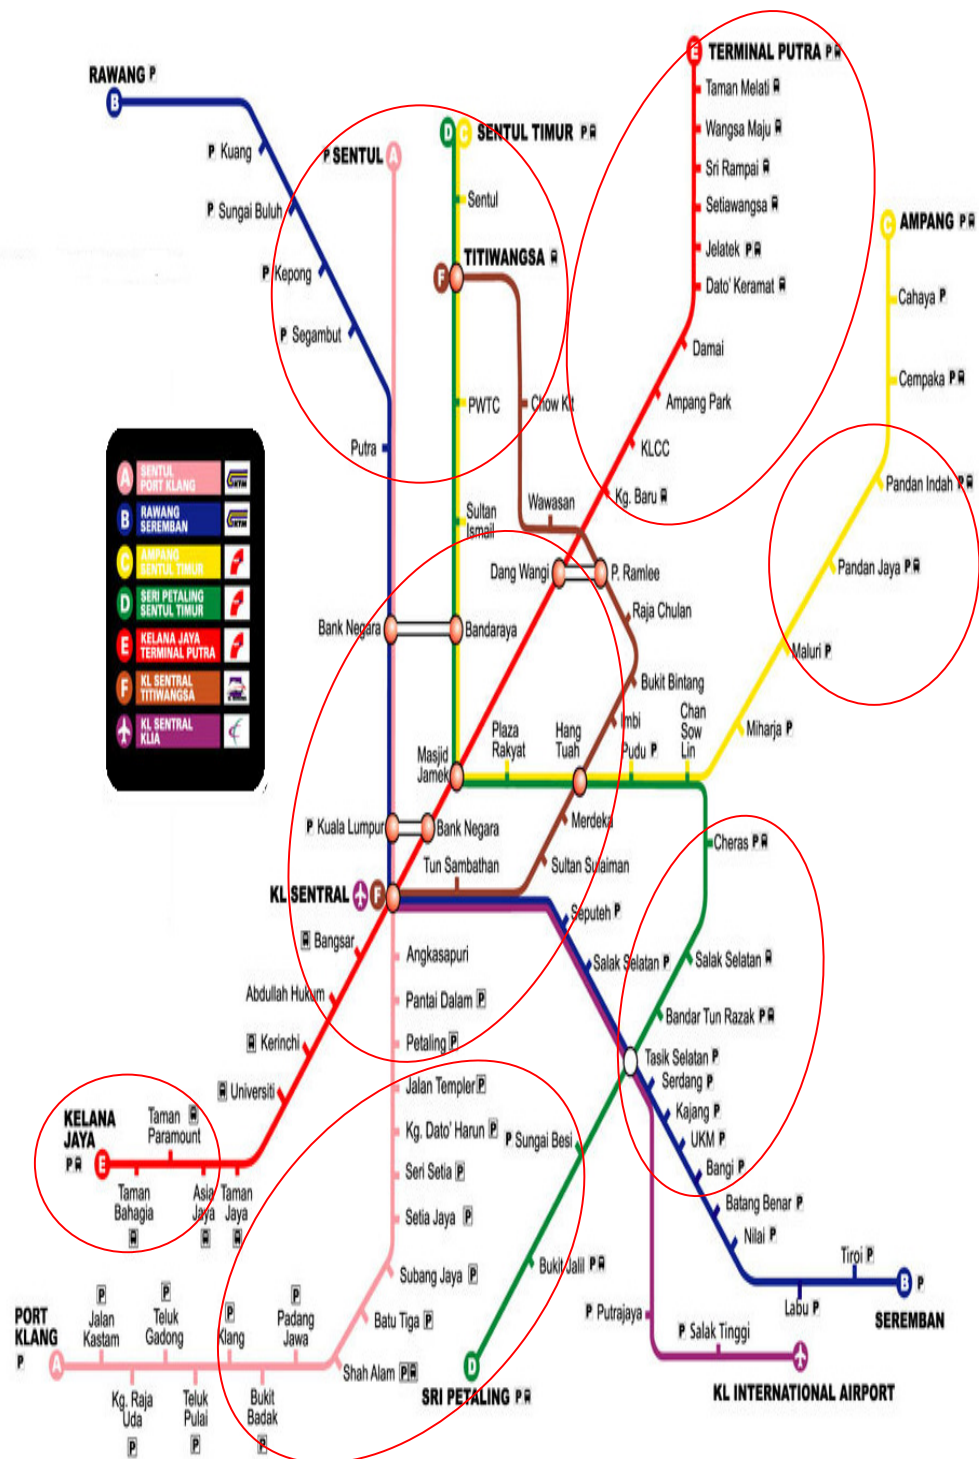 RAWANG P
P Kuang
P Sungai Buluh
P Kepong
P Segambut
Putra
P SENTUL A
D C SENTUL TIMUR P
Sentul
TITIWANGSA
F
PWTC
Chow Kit
Sultan
Ismail
Wawasan
E TERMINAL PUTRA P
Taman Melati
Wangsa Maju
Sri Rampai
Setiawangsa
Jelatek P
Dato' Keramat
Damai
Ampang Park
KLCC
Kg. Baru
C AMPANG P
Cahaya P
Cempaka P
Pandan Indah P
Pandan Jaya P
Maluri P
Miharja P
B
A SENTUL
PORT KLANG
KTM
B RAWANG
SEREMBAN
KTM
C AMPANG
SENTUL TIMUR
D SERI PETALING
SENTUL TIMUR
E KELANA JAYA
TERMINAL PUTRA
F KL SENTRAL
TITIWANGSA
KL SENTRAL
KLIA
Dang Wangi
P. Ramlee
Raja Chulan
Bukit Bintang
Imbi
Bank Negara
Bandaraya
Masjid
Jamek
Plaza
Rakyat
Hang
Tuah
Pudu P
Chan
Sow
Lin
Merdeka
Sultan Sulaiman
P Kuala Lumpur
Bank Negara
Tun Sambathan
KL SENTRAL F
Cheras P
Salak Selatan
Bandar Tun Razak P
Tasik Selatan P
Seputeh P
Salak Selatan P
Serdang P
Kajang P
UKM P
Bangi P
Batang Benar P
Nilai P
Tiroi P
Labu P
B P
SEREMBAN
Bangsar
Abdullah Hukum
Kerinchi
Universiti
KELANA
JAYA
P E
Taman
Paramount
Taman
Bahagia
Asia
Jaya
Taman
Jaya
Angkasapuri
Pantai Dalam P
Petaling P
Jalan Templer P
Kg. Dato' Harun P
Seri Setia P
Setia Jaya P
Subang Jaya P
Batu Tiga P
Shah Alam P
P Sungai Besi
Bukit Jalil P
D
SRI PETALING P
P Putrajaya
P Salak Tinggi
KL INTERNATIONAL AIRPORT
PORT
KLANG
P A
P
Jalan
Kastam
P
Teluk
Gadong
P
Klang
P
Padang
Jawa
Kg. Raja
Uda
P
Teluk
Pulai
P
Bukit
Badak
P